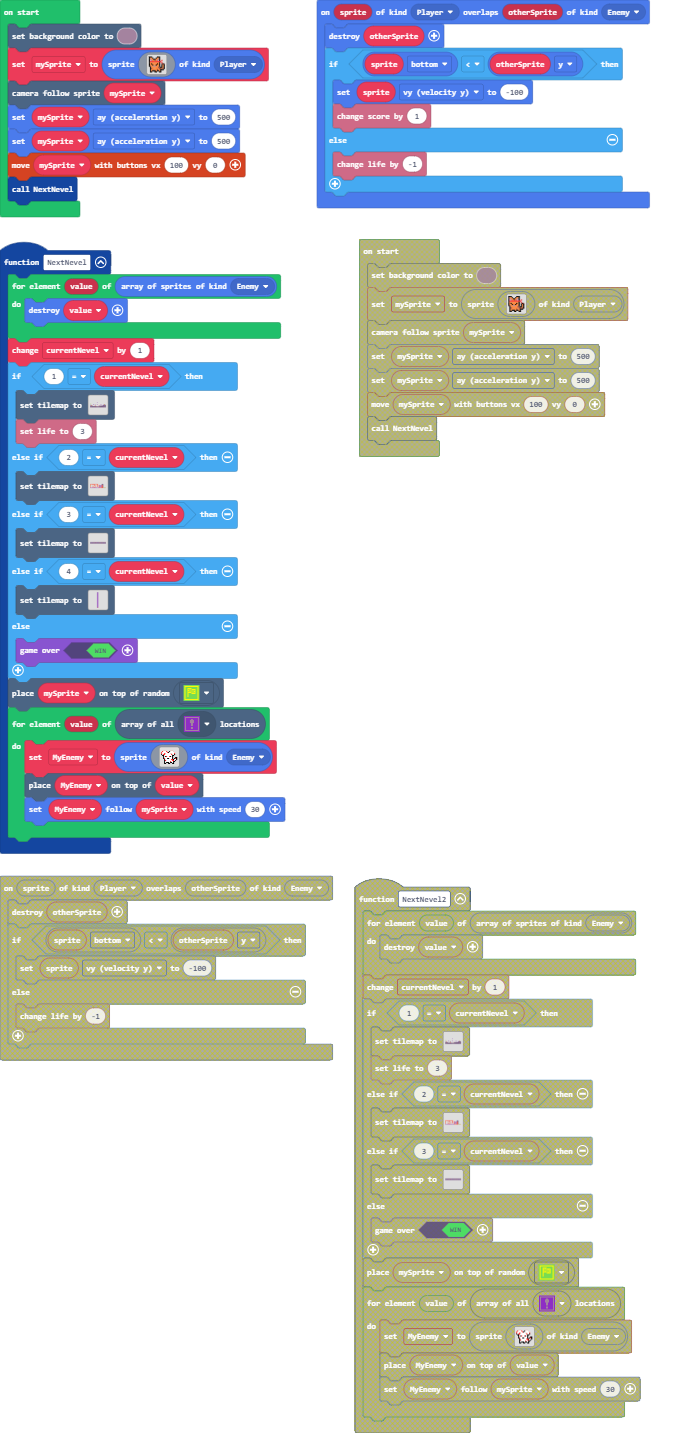 on start
set background color to
set mySprite to sprite of kind Player
camera follow sprite mySprite
set mySprite ay (acceleration y) to 500
set mySprite ay (acceleration y) to 500
move mySprite with buttons vx 100 vy 0
call NextNevel
on sprite of kind Player overlaps otherSprite of kind Enemy
destroy otherSprite
if sprite bottom < otherSprite y then
set sprite vy (velocity y) to -100
change score by 1
else
change life by -1
function NextNevel
for element value of array of sprites of kind Enemy
do destroy value
change currentNevel by 1
if 1 = currentNevel then
set tilemap to
set life to 3
else if 2 = currentNevel then
set tilemap to
else if 3 = currentNevel then
set tilemap to
else if 4 = currentNevel then
set tilemap to
else
game over WIN
place mySprite on top of random
for element value of array of all locations
do set MyEnemy to sprite of kind Enemy
place MyEnemy on top of value
set MyEnemy follow mySprite with speed 30
on start
set background color to
set mySprite to sprite of kind Player
camera follow sprite mySprite
set mySprite ay (acceleration y) to 500
set mySprite ay (acceleration y) to 500
move mySprite with buttons vx 100 vy 0
call NextNevel
on sprite of kind Player overlaps otherSprite of kind Enemy
destroy otherSprite
if sprite bottom < otherSprite y then
set sprite vy (velocity y) to -100
else
change life by -1
function NextNevel2
for element value of array of sprites of kind Enemy
do destroy value
change currentNevel by 1
if 1 = currentNevel then
set tilemap to
set life to 3
else if 2 = currentNevel then
set tilemap to
else if 3 = currentNevel then
set tilemap to
else
game over WIN
place mySprite on top of random
for element value of array of all locations
do set MyEnemy to sprite of kind Enemy
place MyEnemy on top of value
set MyEnemy follow mySprite with speed 30